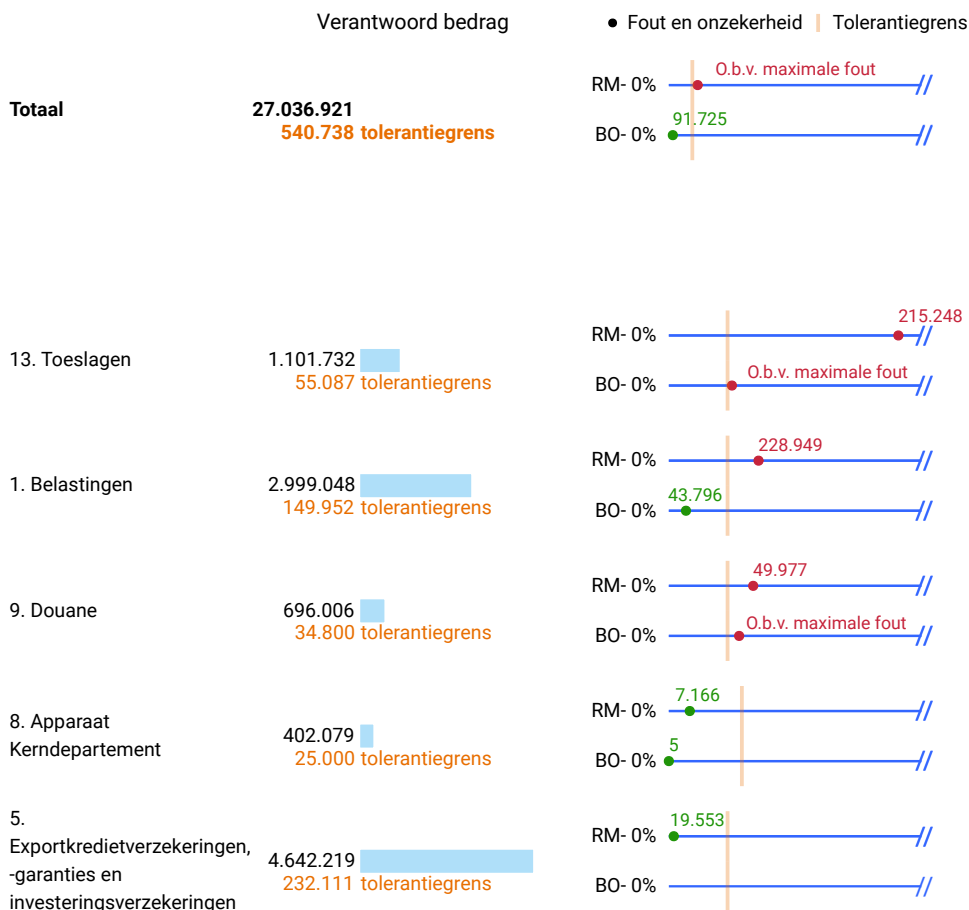 Verantwoord bedrag
Fout en onzekerheid
Tolerantiegrens
Totaal
27.036.921
540.738 tolerantiegrens
RM- 0%
O.b.v. maximale fout
BO- 0%
91.725
13. Toeslagen
1.101.732
55.087 tolerantiegrens
RM- 0%
215.248
BO- 0%
O.b.v. maximale fout
1. Belastingen
2.999.048
149.952 tolerantiegrens
RM- 0%
228.949
BO- 0%
43.796
9. Douane
696.006
34.800 tolerantiegrens
RM- 0%
49.977
BO- 0%
O.b.v. maximale fout
8. Apparaat
Kerndepartement
402.079
25.000 tolerantiegrens
RM- 0%
7.166
BO- 0%
5
5.
Exportkredietverzekeringen,
-garanties en
investeringsverzekeringen
4.642.219
232.111 tolerantiegrens
RM- 0%
19.553
BO- 0%